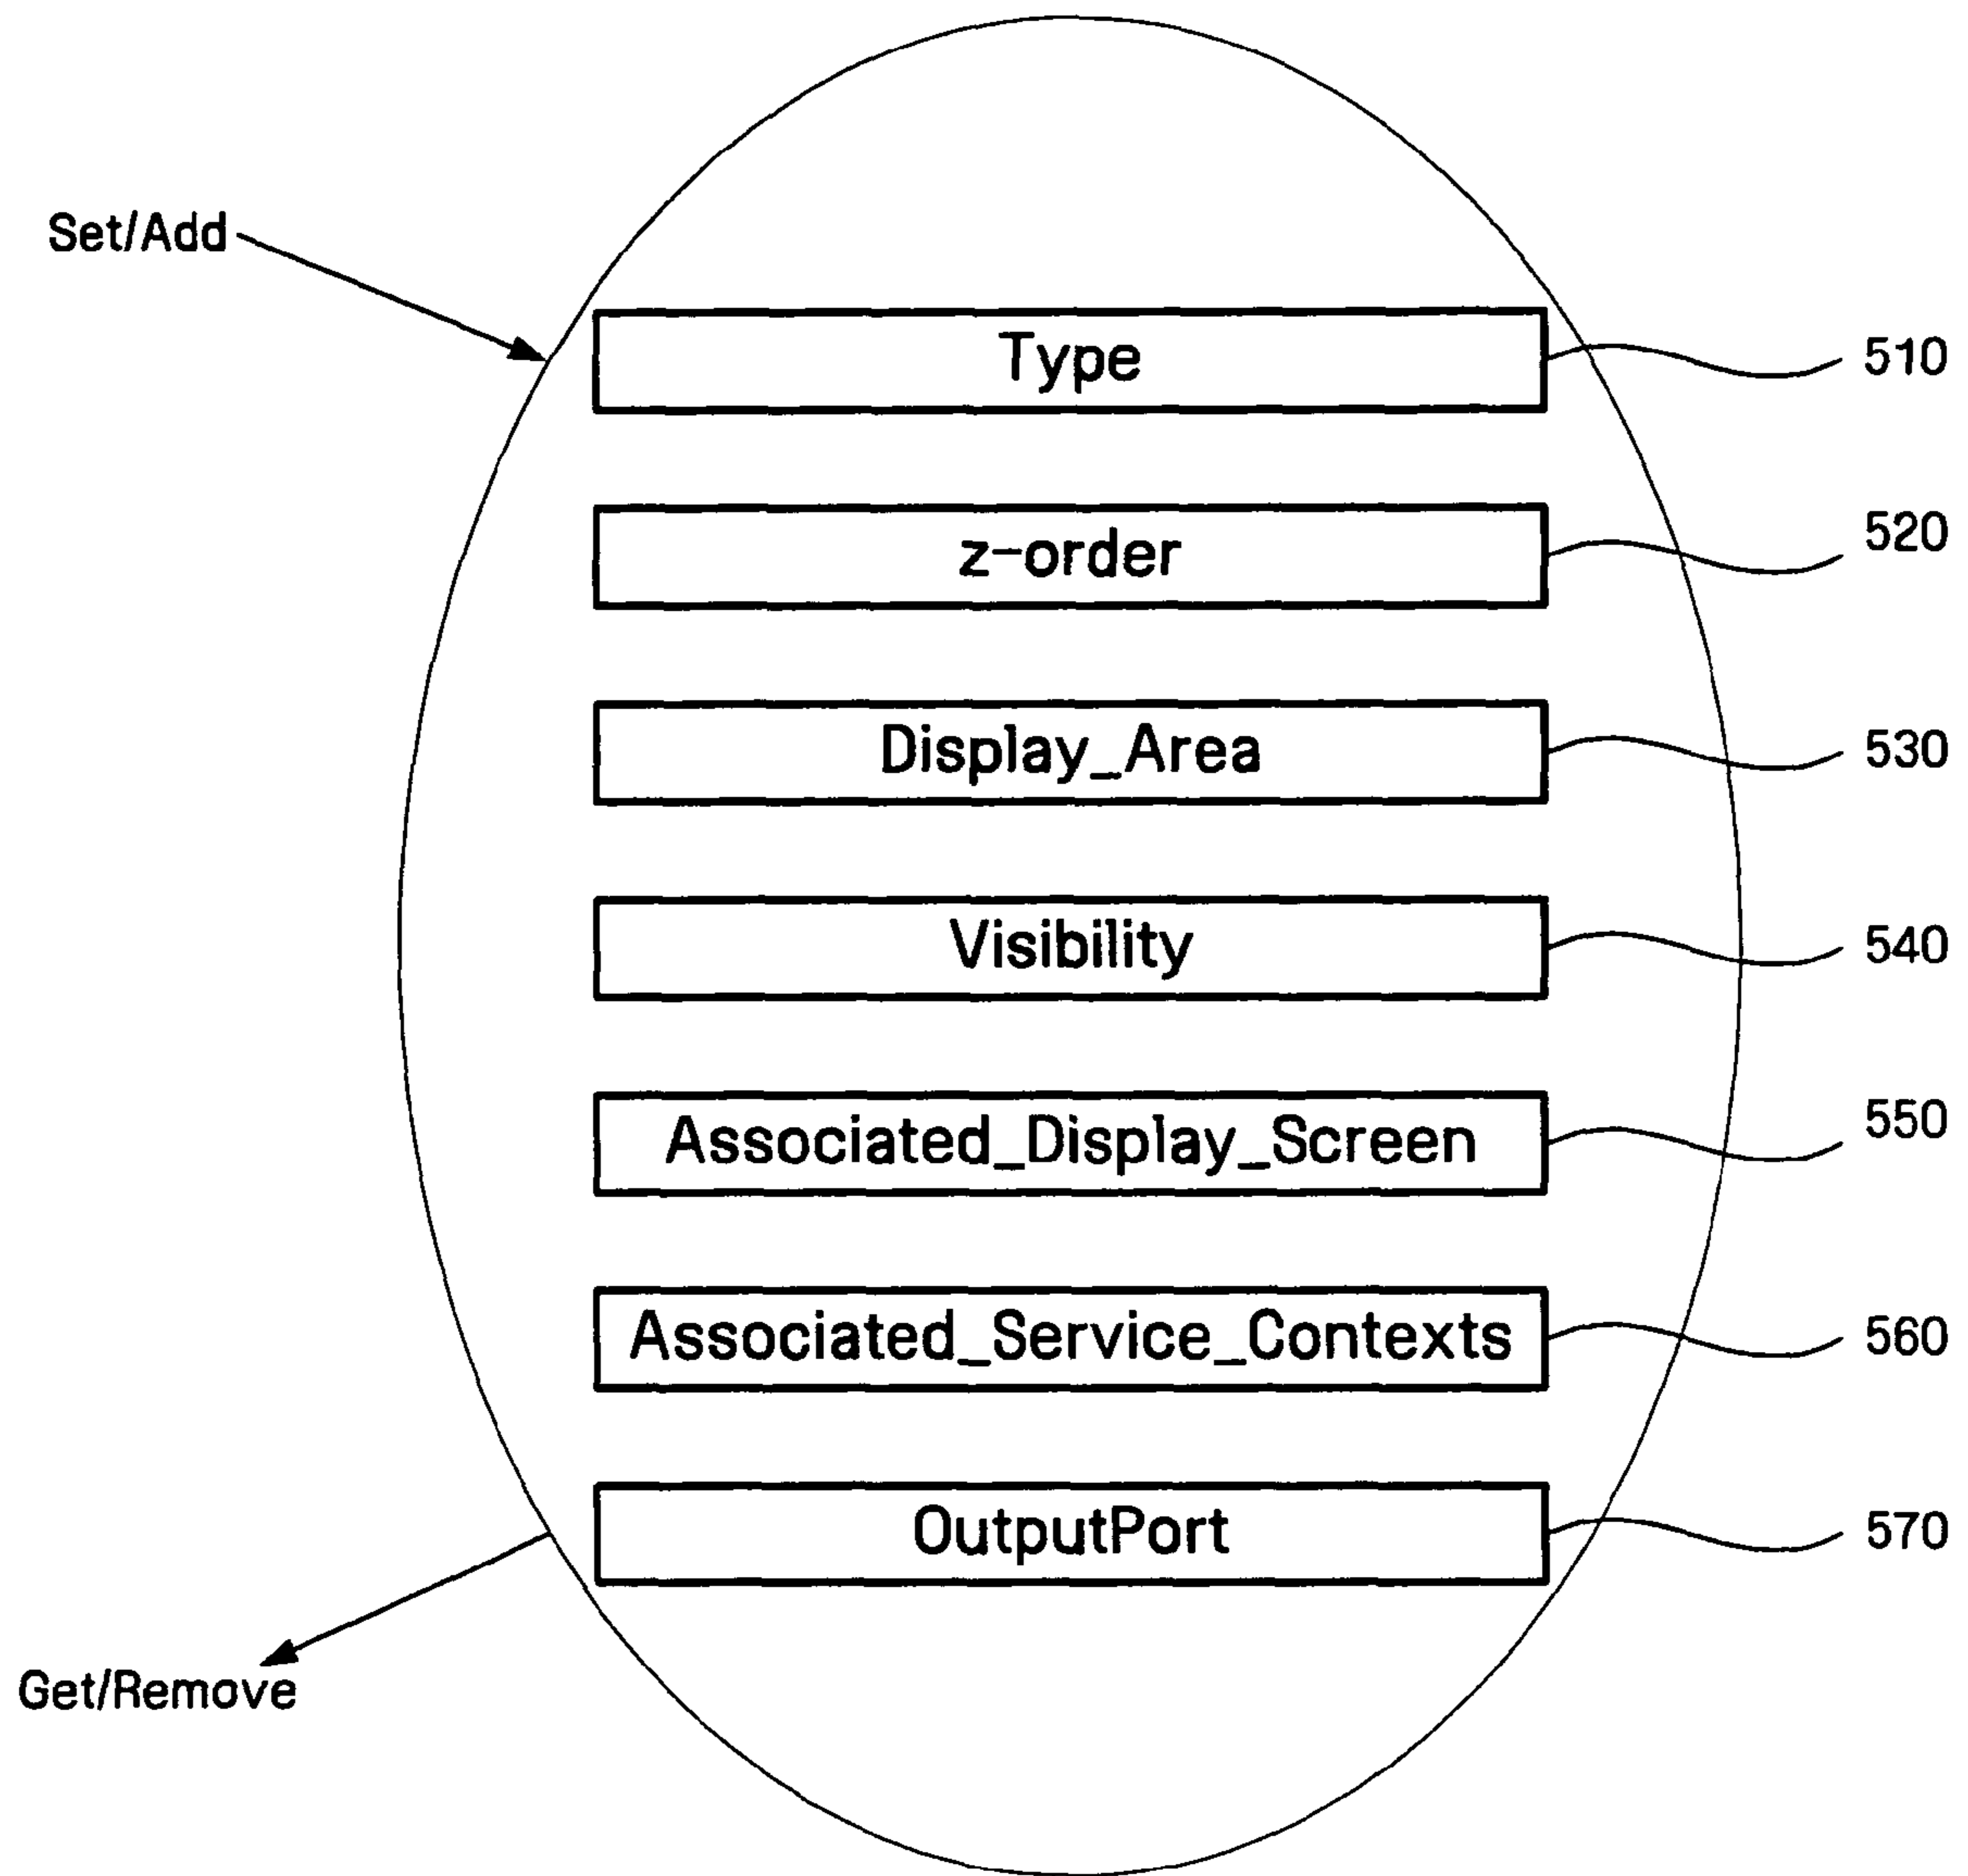 Set/Add
Type 510
z-order 520
Display_Area 530
Visibility 540
Associated_Display_Screen 550
Associated_Service_Contexts 560
OutputPort 570
Get/Remove